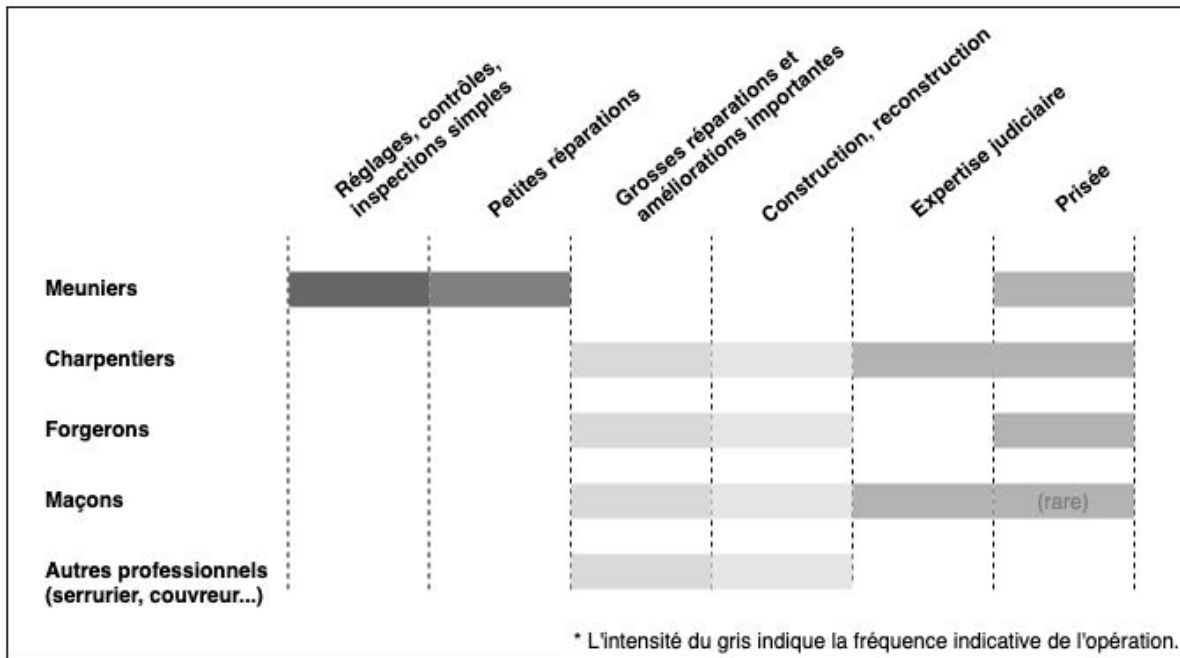 Réglages, contrôles,
inspections simples
Petites réparations
Grosses réparations et
améliorations importantes
Construction, reconstruction
Expertise judiciaire
Prisée
Meuniers
Charpentiers
Forgerons
Maçons
(rare)
Autres professionnels
(serrurier, couvreur...)
* L'intensité du gris indique la fréquence indicative de l'opération.